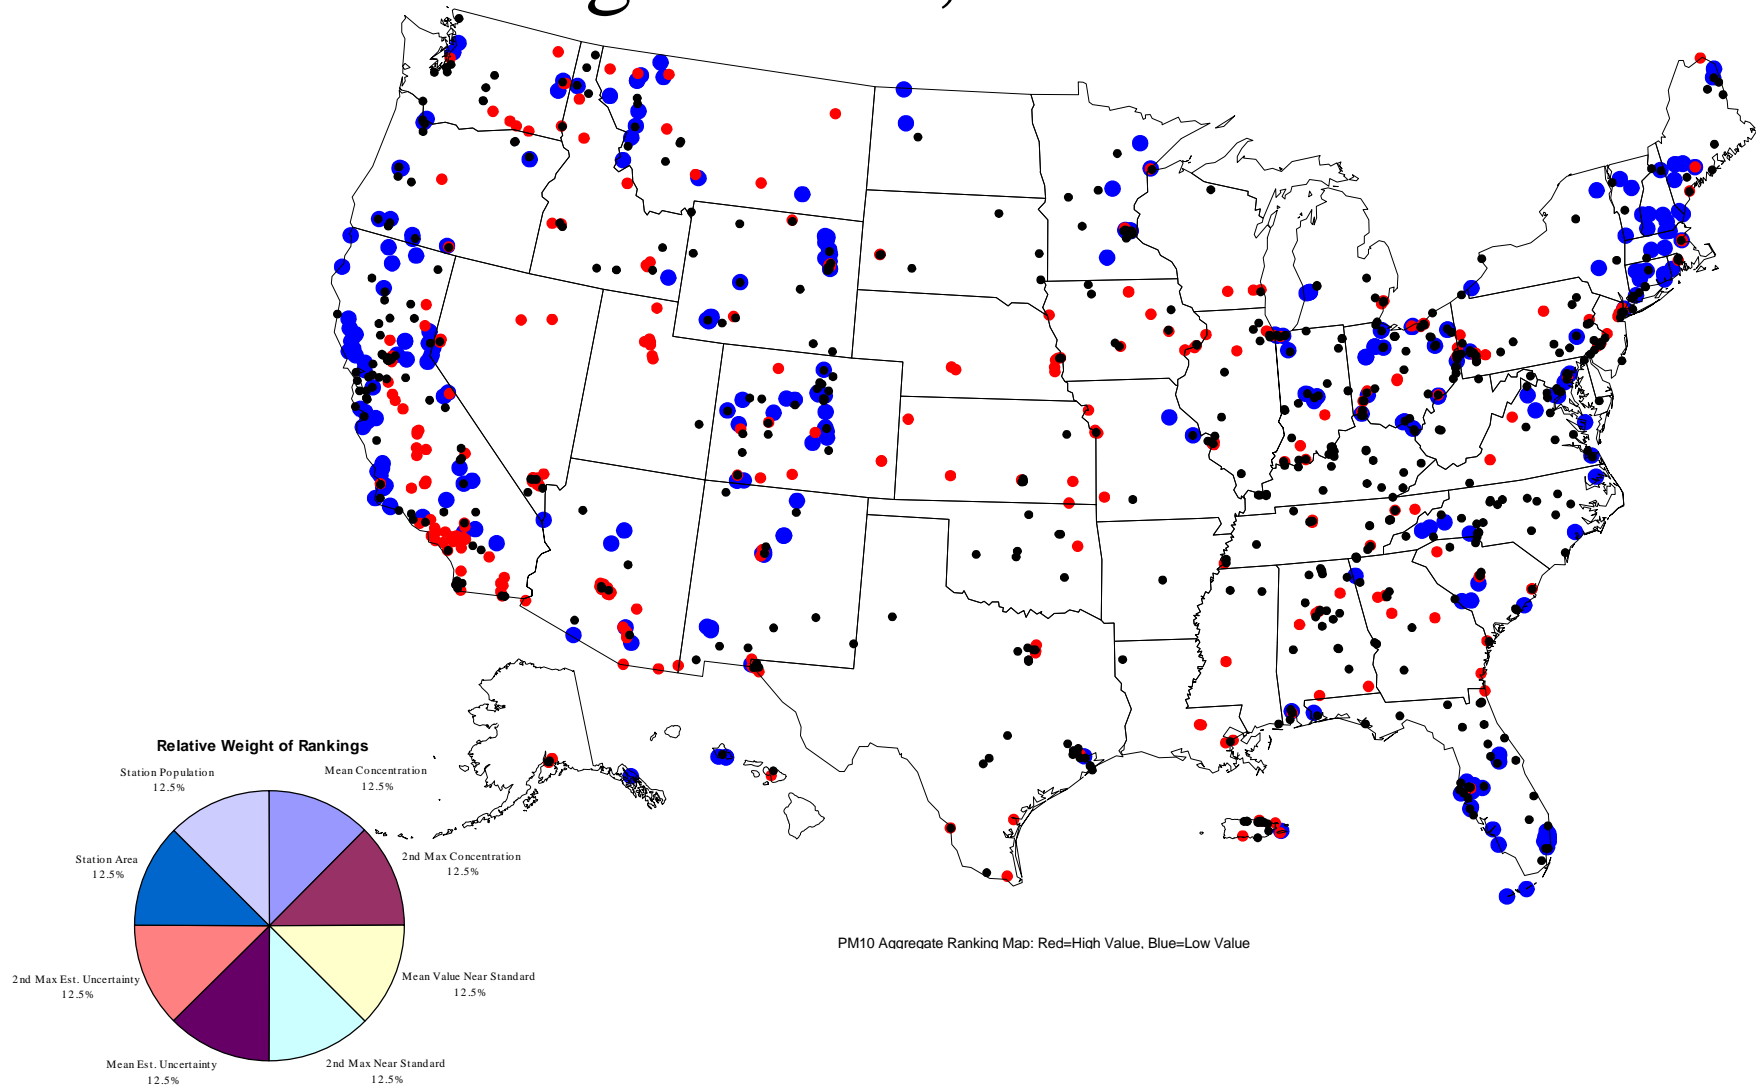 Relative Weight of Rankings
Station Population
12.5%
Mean Concentration
12.5%
Station Area
12.5%
2nd Max Concentration
12.5%
2nd Max Est. Uncertainty
12.5%
Mean Value Near Standard
12.5%
Mean Est. Uncertainty
12.5%
2nd Max Near Standard
12.5%
PM10 Aggregate Ranking Map: Red=High Value, Blue=Low Value